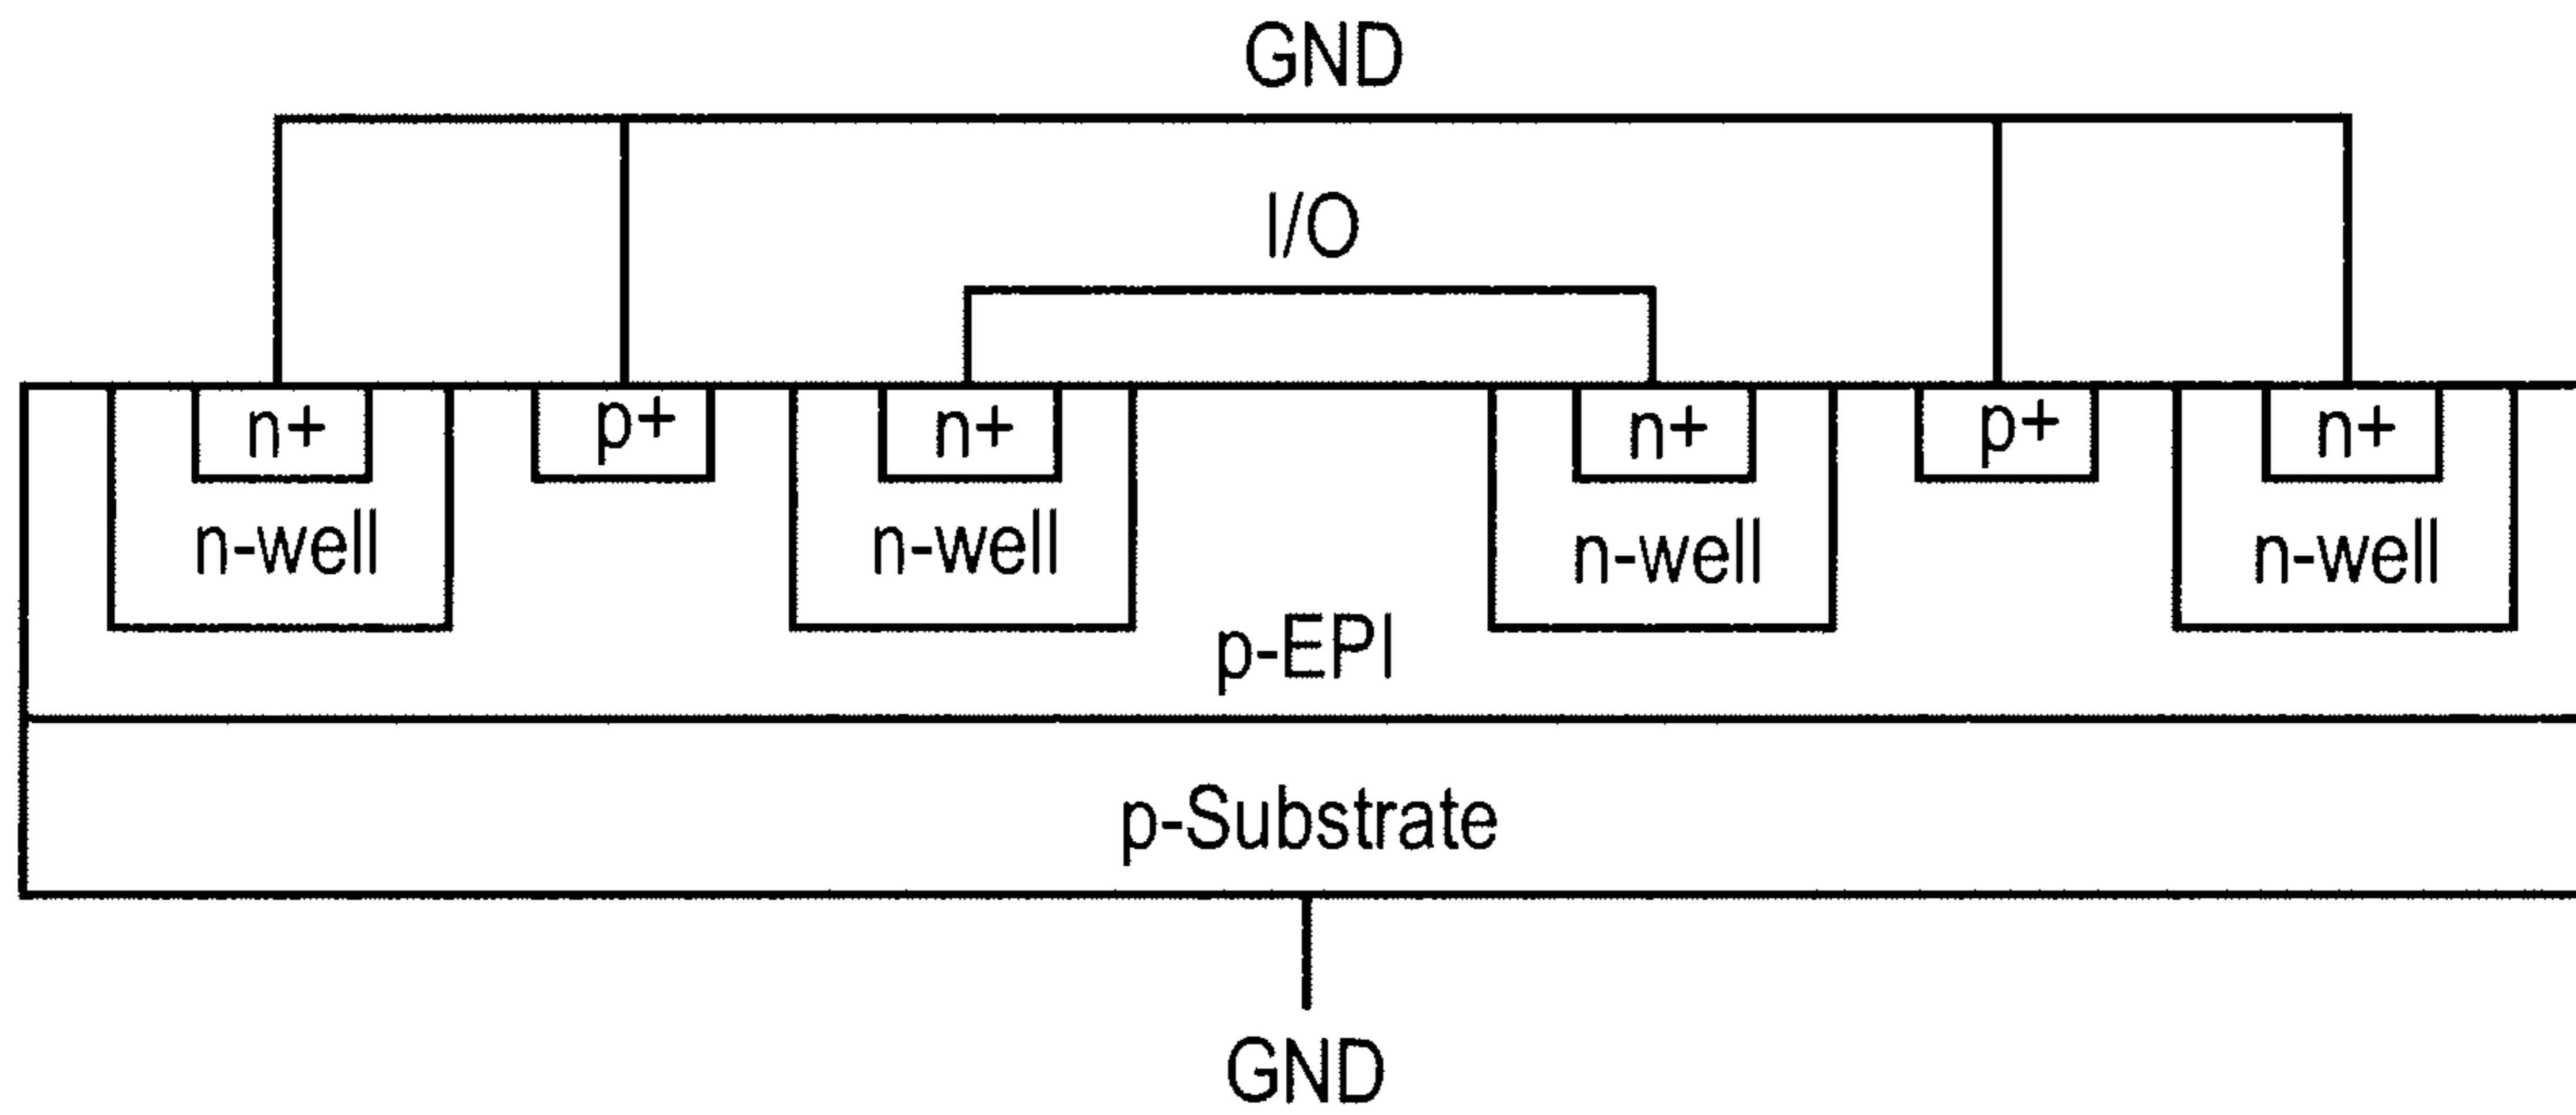 GND
I/O
n+ p+ n+ n+ p+ n+
n-well n-well n-well n-well
p-EPI
p-Substrate
GND